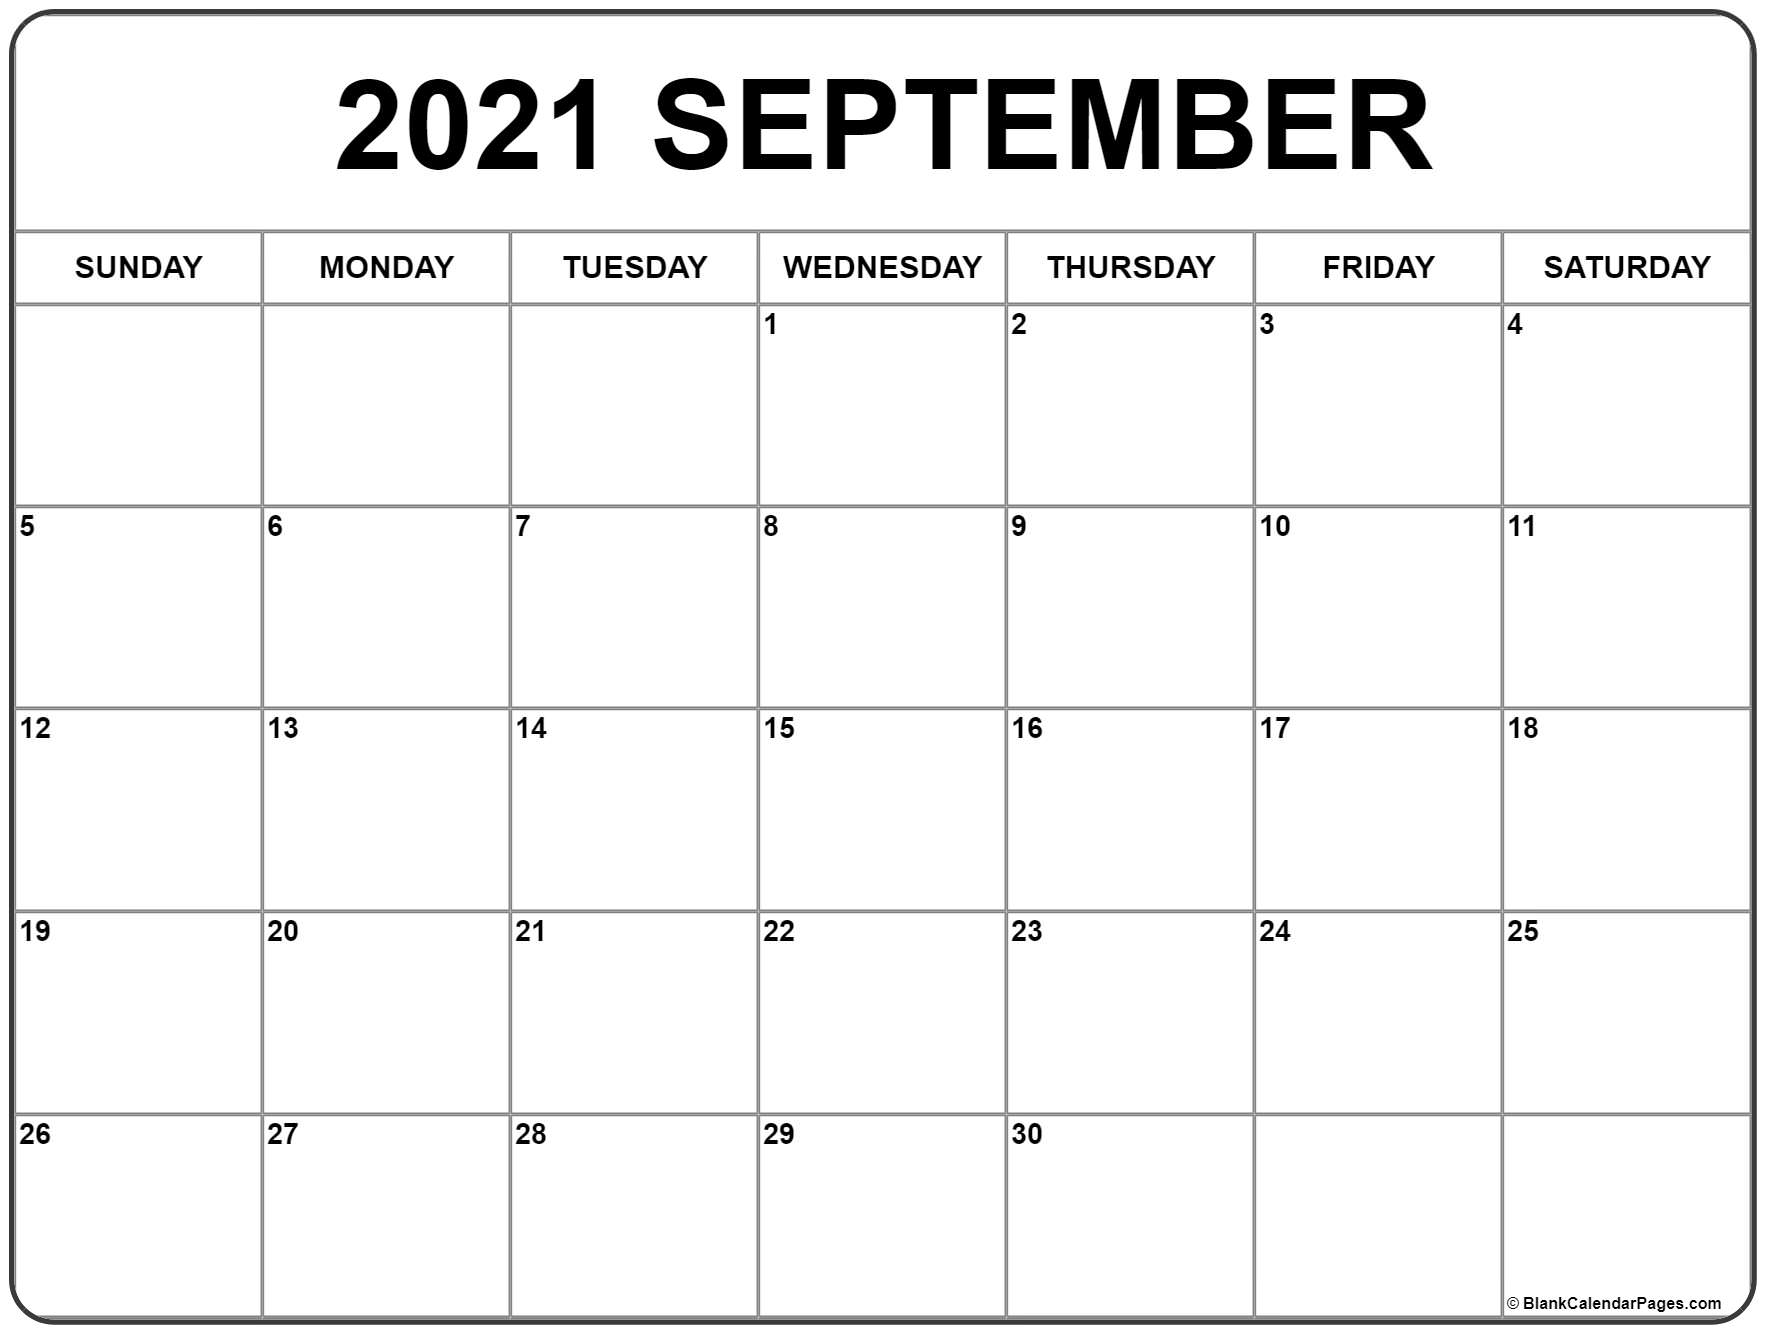 2021 SEPTEMBER
SUNDAY MONDAY TUESDAY WEDNESDAY THURSDAY FRIDAY SATURDAY
1 2 3 4
5 6 7 8 9 10 11
12 13 14 15 16 17 18
19 20 21 22 23 24 25
26 27 28 29 30
© BlankCalendarPages.com